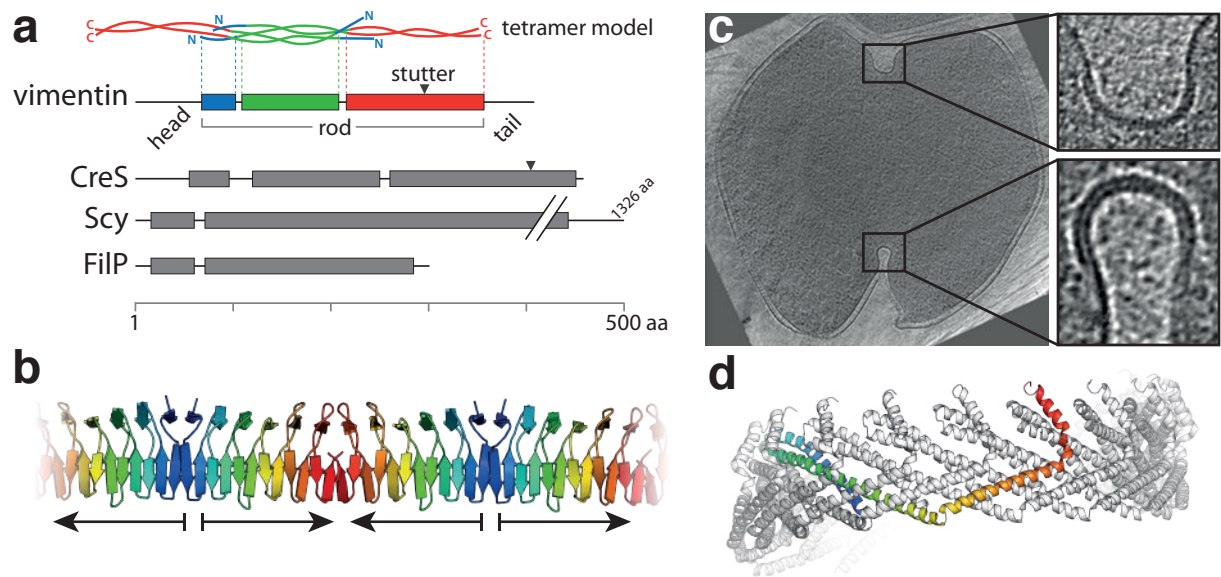 a
C
C
N
N
N
N
C
C
tetramer model
stutter
vimentin
head
rod
tail
CreS
Scy
1326 aa
FilP
1
500 aa
b
c
d